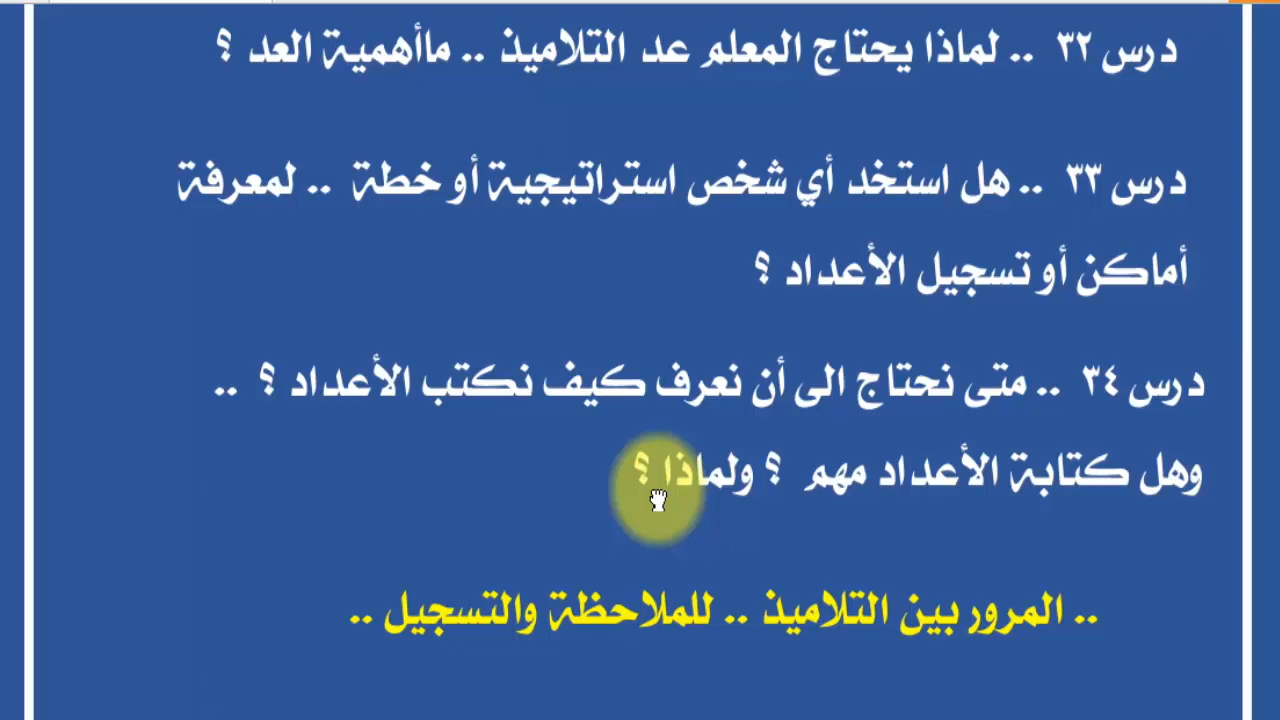 درس ٣٢ .. لماذا يحتاج المعلم عد التلاميذ .. ماأهمية العد ؟
درس ٣٣ .. هل استخد أي شخص استراتيجية أو خطة .. لمعرفة
أماكن أو تسجيل الأعداد ؟
درس ٣٤ .. متى نحتاج الى أن نعرف كيف نكتب الأعداد ؟ ..
وهل كتابة الأعداد مهم ؟ ولماذا ؟
.. المرور بين التلاميذ .. للملاحظة والتسجيل ..